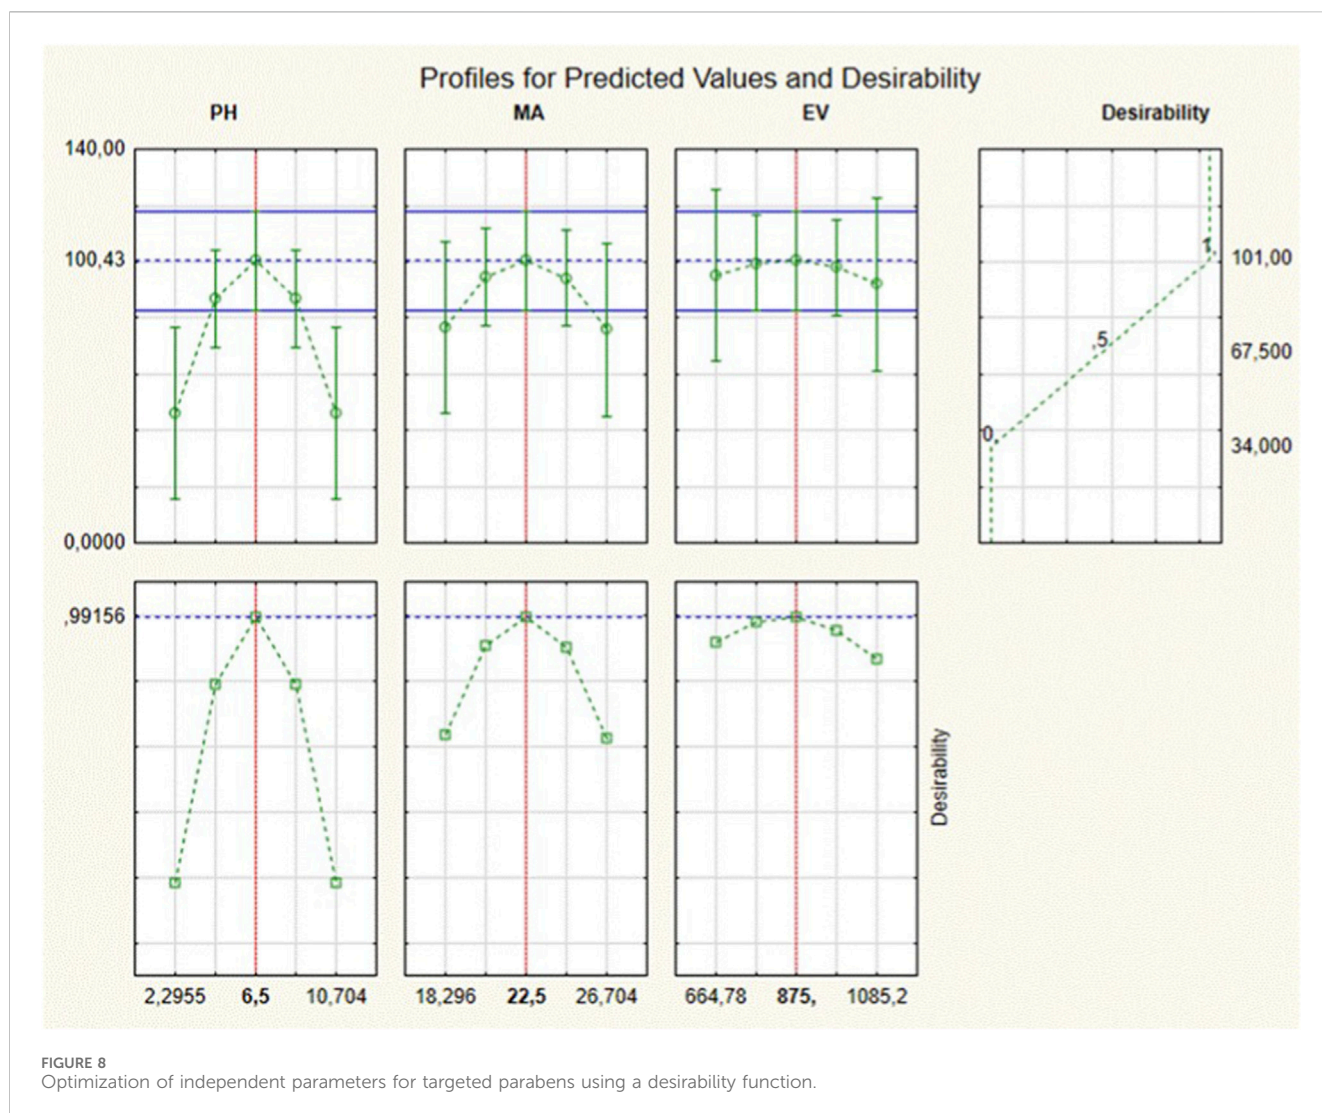 Profiles for Predicted Values and Desirability
PH MA EV Desirability
140,00
100,43
0,0000
1,
,5
0,
101,00
67,500
34,000
,99156
Desirability
2,2955 6,5 10,704 18,296 22,5 26,704 664,78 875, 1085,2
FIGURE 8
Optimization of independent parameters for targeted parabens using a desirability function.